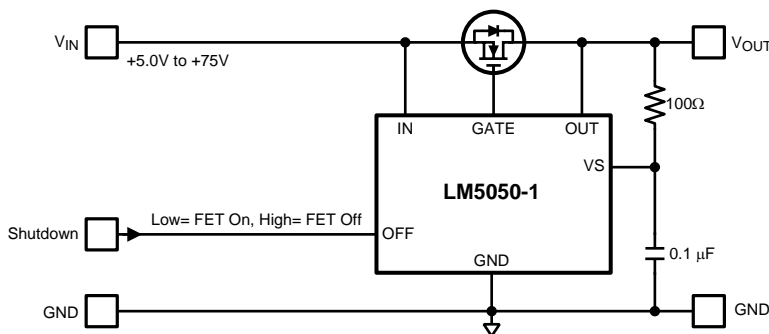 VIN
VOUT
+5.0V to +75V
100Ω
IN
GATE
OUT
VS
LM5050-1
Low= FET On, High= FET Off
Shutdown
OFF
GND
0.1 μF
GND
GND